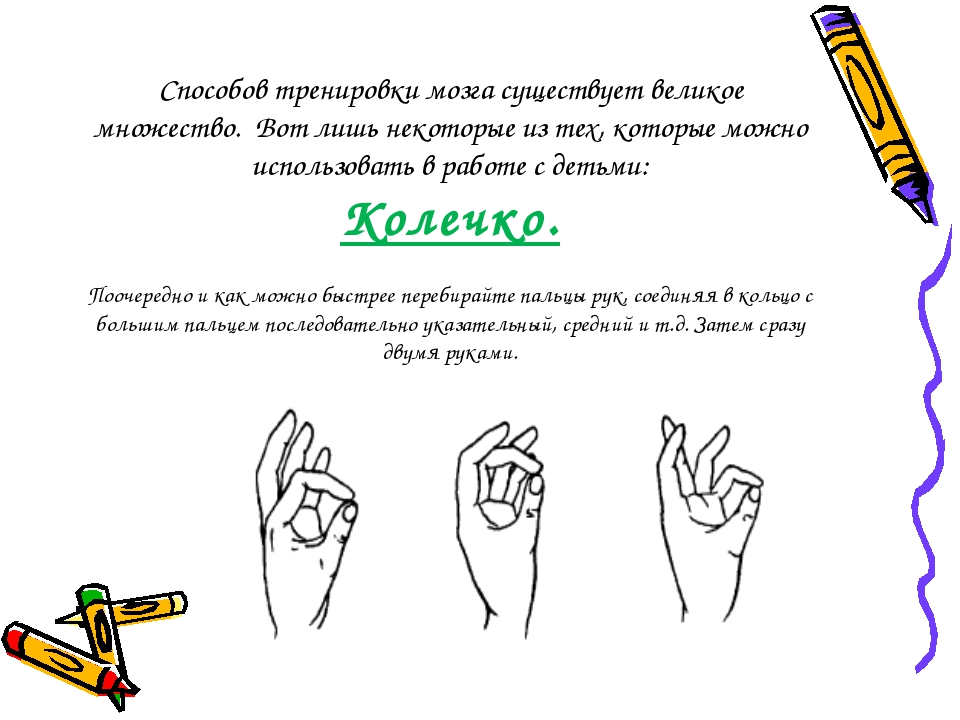 Способов тренировки мозга существует великое
множество. Вот лишь некоторые из тех, которые можно
использовать в работе с детьми:
Колечко.
Поочередно и как можно быстрее перебирайте пальцы рук, соединяя в кольцо с
большим пальцем последовательно указательный, средний и т.д. Затем сразу
двумя руками.